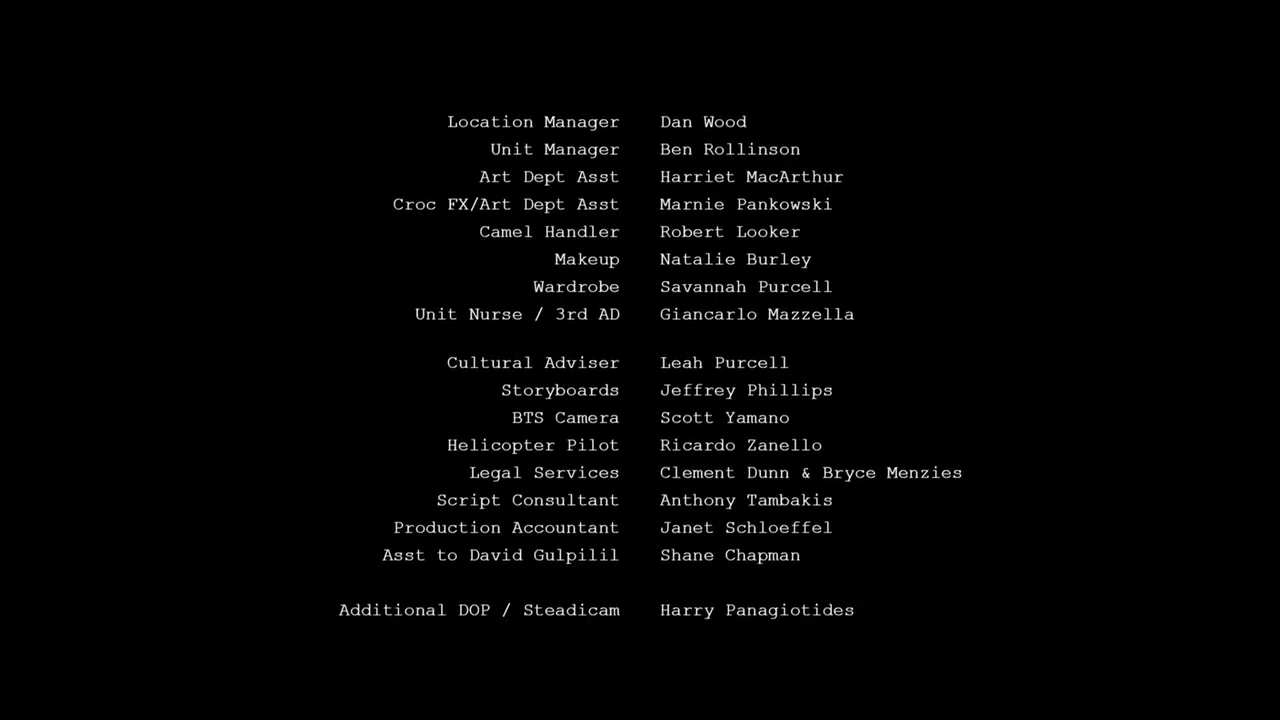 Location Manager Dan Wood
Unit Manager Ben Rollinson
Art Dept Asst Harriet MacArthur
Croc FX/Art Dept Asst Marnie Pankowski
Camel Handler Robert Looker
Makeup Natalie Burley
Wardrobe Savannah Purcell
Unit Nurse / 3rd AD Giancarlo Mazzella
Cultural Adviser Leah Purcell
Storyboards Jeffrey Phillips
BTS Camera Scott Yamano
Helicopter Pilot Ricardo Zanello
Legal Services Clement Dunn & Bryce Menzies
Script Consultant Anthony Tambakis
Production Accountant Janet Schloeffel
Asst to David Gulpilil Shane Chapman
Additional DOP / Steadicam Harry Panagiotides